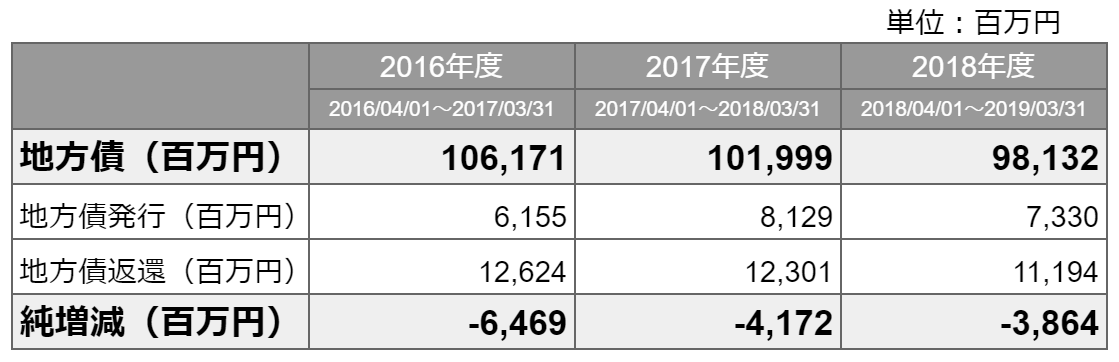 単位：百万円
2016年度 2017年度 2018年度
2016/04/01～2017/03/31 2017/04/01～2018/03/31 2018/04/01～2019/03/31
地方債（百万円） 106,171 101,999 98,132
地方債発行（百万円） 6,155 8,129 7,330
地方債返還（百万円） 12,624 12,301 11,194
純増減（百万円） -6,469 -4,172 -3,864